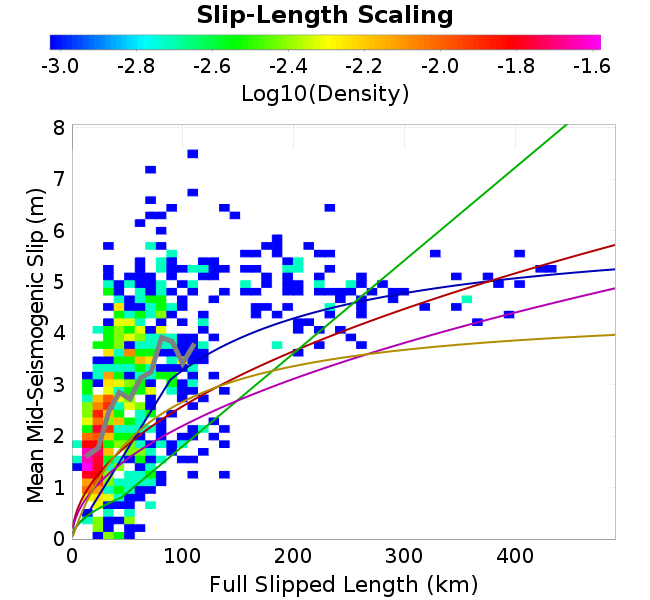 Slip-Length Scaling
-3.0 -2.8 -2.6 -2.4 -2.2 -2.0 -1.8 -1.6
Log10(Density)
8
7
6
5
4
3
2
1
0
Mean Mid-Seismogenic Slip (m)
0 100 200 300 400
Full Slipped Length (km)